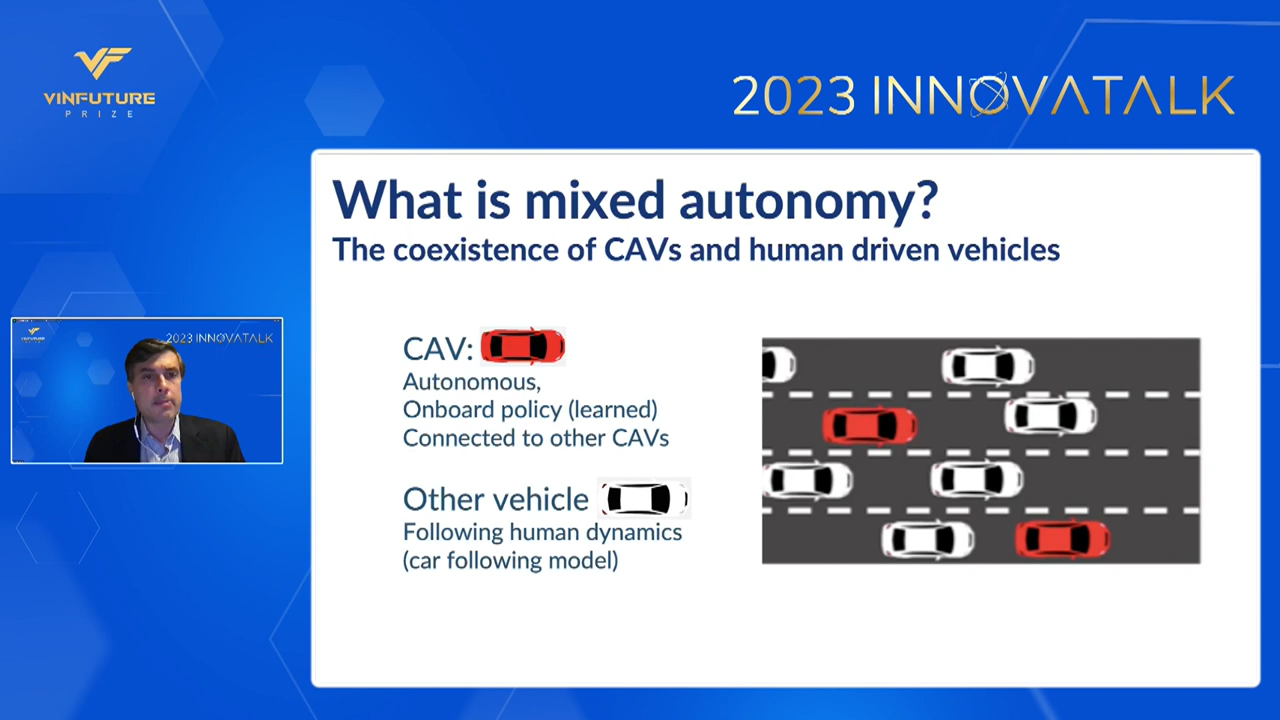 VINFUTURE
PRIZE
2023 INNOVATALK
What is mixed autonomy?
The coexistence of CAVs and human driven vehicles
CAV:
Autonomous,
Onboard policy (learned)
Connected to other CAVs
Other vehicle
Following human dynamics
(car following model)
2023 INNOVATALK